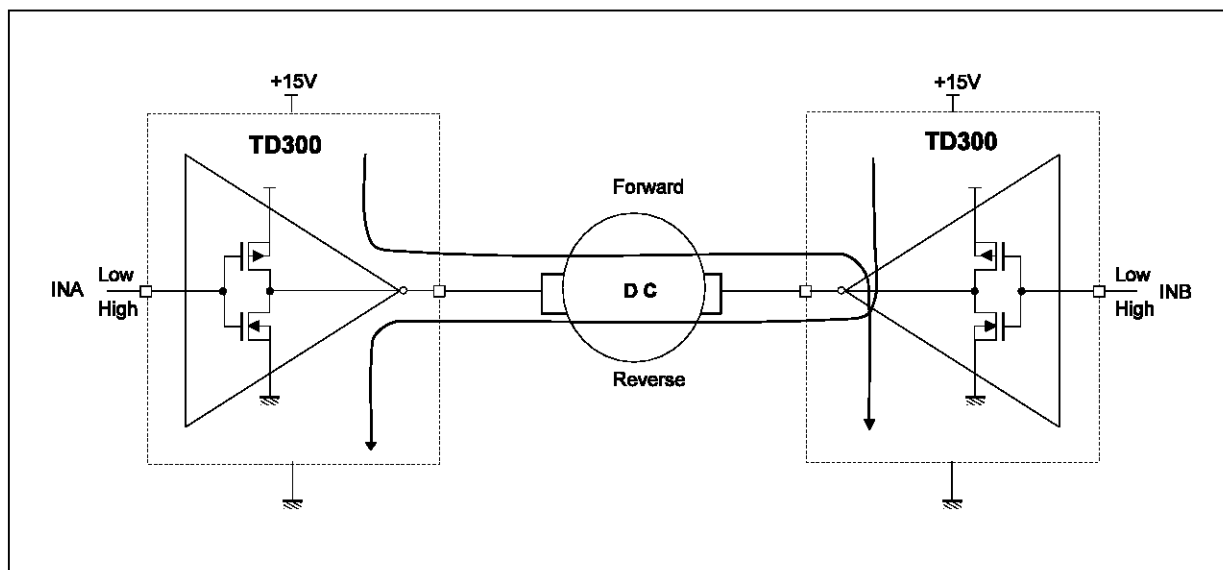 +15V
+15V
TD300
TD300
Forward
INA
Low
High
D C
Low
High
INB
Reverse